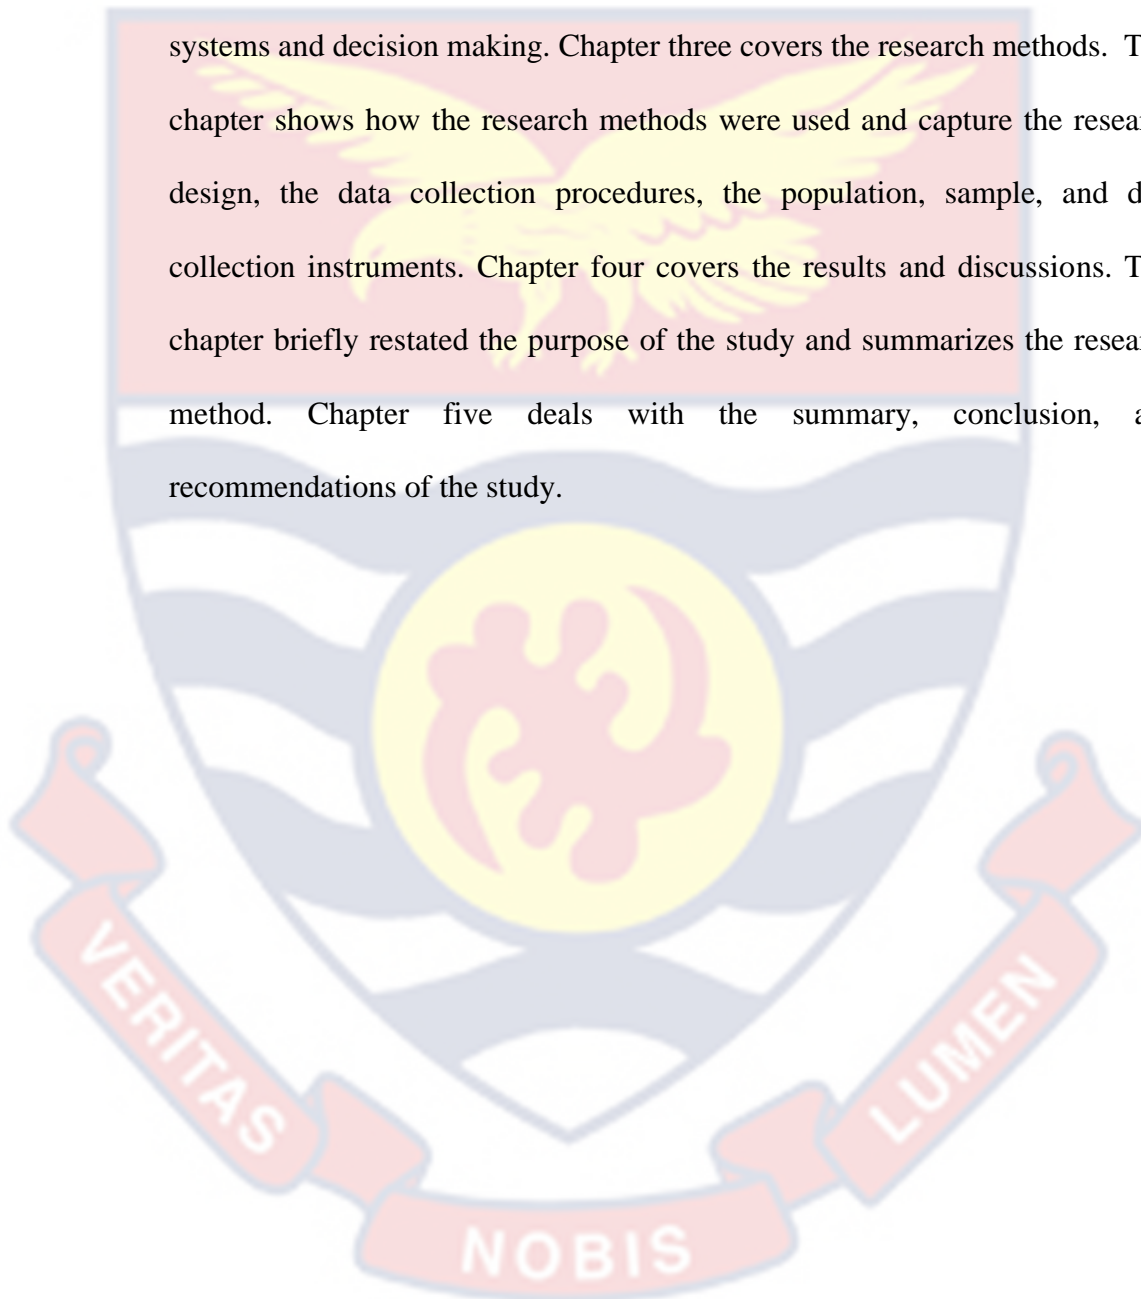 systems and decision making. Chapter three covers the research methods. T
chapter shows how the research methods were used and capture the resear
design, the data collection procedures, the population, sample, and d
collection instruments. Chapter four covers the results and discussions. T
chapter briefly restated the purpose of the study and summarizes the resear
method. Chapter five deals with the summary, conclusion, a
recommendations of the study.
VERITAS
NOBIS
LUMEN